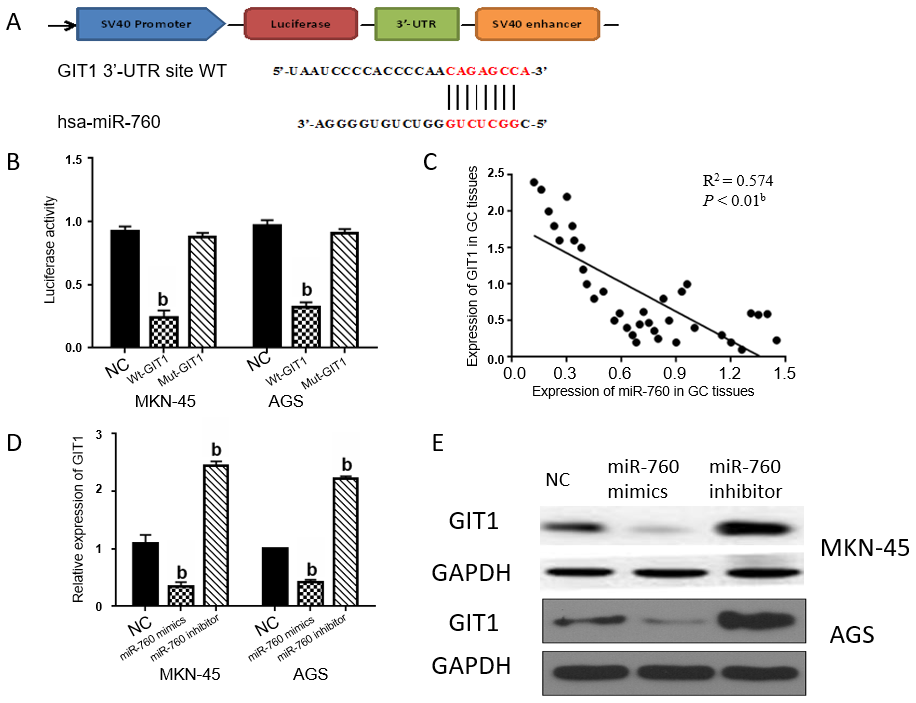 A
SV40 Promoter
Luciferase
3'-UTR
SV40 enhancer
GIT1 3'-UTR site WT
5'-UAAUCCCCACCCCAACAGAGCCA-3'
hsa-miR-760
3'-AGGGGUGUCUGGGUCUCGGC-5'
B
Luciferase activity
1.5
1.0
0.5
0.0
b
b
NC
Wt-GIT1
Mut-GIT1
NC
Wt-GIT1
Mut-GIT1
MKN-45
AGS
C
Expression of GIT1 in GC tissues
2.5
2.0
1.5
1.0
0.5
0.0
R² = 0.574
P < 0.01ᵇ
0.0 0.3 0.6 0.9 1.2 1.5
Expression of miR-760 in GC tissues
D
Relative expression of GIT1
3
2
1
0
b
b
b
b
NC
miR-760 mimics
miR-760 inhibitor
NC
miR-760 mimics
miR-760 inhibitor
MKN-45
AGS
E
NC
miR-760
mimics
miR-760
inhibitor
GIT1
GAPDH
MKN-45
GIT1
GAPDH
AGS